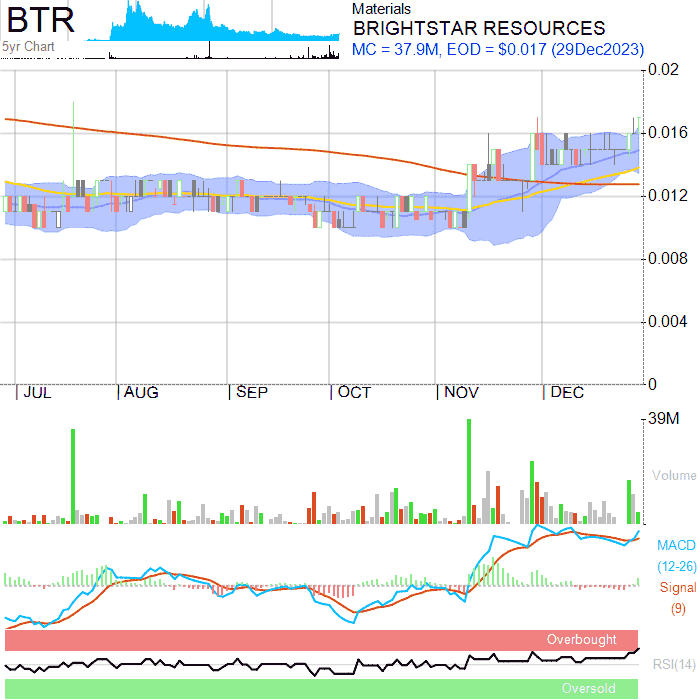 BTR
5yr Chart
Materials
BRIGHTSTAR RESOURCES
MC = 37.9M, EOD = $0.017 (29Dec2023)
0.02
0.016
0.012
0.008
0.004
0
JUL AUG SEP OCT NOV DEC
39M
Volume
MACD
(12-26)
Signal
(9)
Overbought
RSI(14)
Oversold